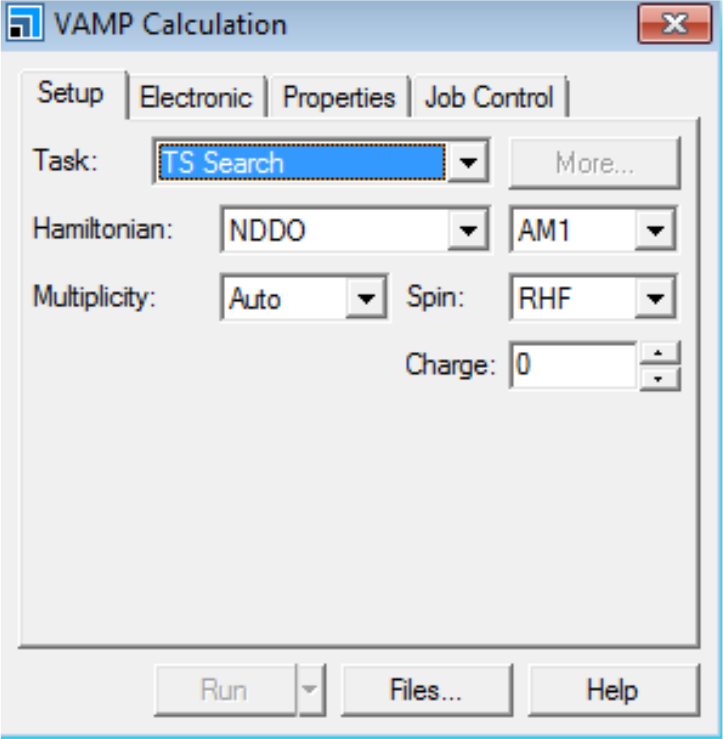 VAMP Calculation
Setup Electronic Properties Job Control
Task: TS Search More...
Hamiltonian: NDDO AM1
Multiplicity: Auto Spin: RHF
Charge: 0
Run Files... Help